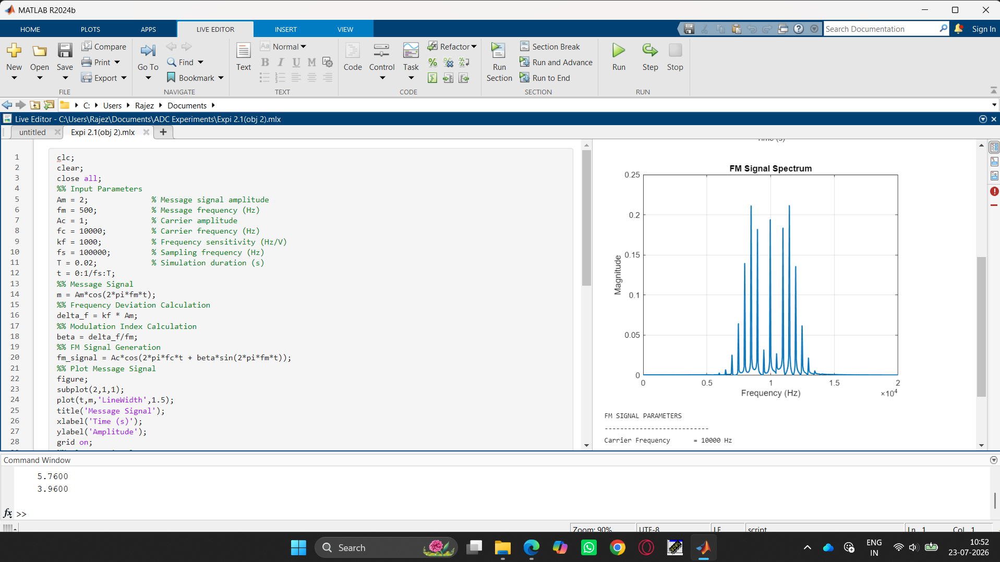 MATLAB R2024b
HOME PLOTS APPS LIVE EDITOR INSERT VIEW Search Documentation Sign In
New Open Save Compare Print Export FILE
Go To Find Bookmark NAVIGATE
Text Aa Normal B I U M TEXT
Code Control Task Refactor CODE
Run Section Section Break Run and Advance Run to End SECTION
Run Step Stop RUN
C: Users Rajez Documents
Live Editor - C:\Users\Rajez\Documents\ADC Experiments\Expi 2.1(obj 2).mlx
untitled Expi 2.1(obj 2).mlx +
1 clc;
2 clear;
3 close all;
4 %% Input Parameters
5 Am = 2; % Message signal amplitude
6 fm = 500; % Message frequency (Hz)
7 Ac = 1; % Carrier amplitude
8 fc = 10000; % Carrier frequency (Hz)
9 kf = 1000; % Frequency sensitivity (Hz/V)
10 fs = 100000; % Sampling frequency (Hz)
11 T = 0.02; % Simulation duration (s)
12 t = 0:1/fs:T;
13 %% Message Signal
14 m = Am*cos(2*pi*fm*t);
15 %% Frequency Deviation Calculation
16 delta_f = kf * Am;
17 %% Modulation Index Calculation
18 beta = delta_f/fm;
19 %% FM Signal Generation
20 fm_signal = Ac*cos(2*pi*fc*t + beta*sin(2*pi*fm*t));
21 %% Plot Message Signal
22 figure;
23 subplot(2,1,1);
24 plot(t,m,'LineWidth',1.5);
25 title('Message Signal');
26 xlabel('Time (s)');
27 ylabel('Amplitude');
28 grid on;
Time (s)
FM Signal Spectrum
0.25
0.2
0.15
0.1
0.05
0
Magnitude
0 0.5 1 1.5 2
Frequency (Hz) ×10⁴
FM SIGNAL PARAMETERS
---------------------------
Carrier Frequency = 10000 Hz
Command Window
5.7600
3.9600
fx >>
Zoom: 90% UTF-8 LF script Ln 1 Col 1
Search
ENG
IN
10:52
23-07-2026